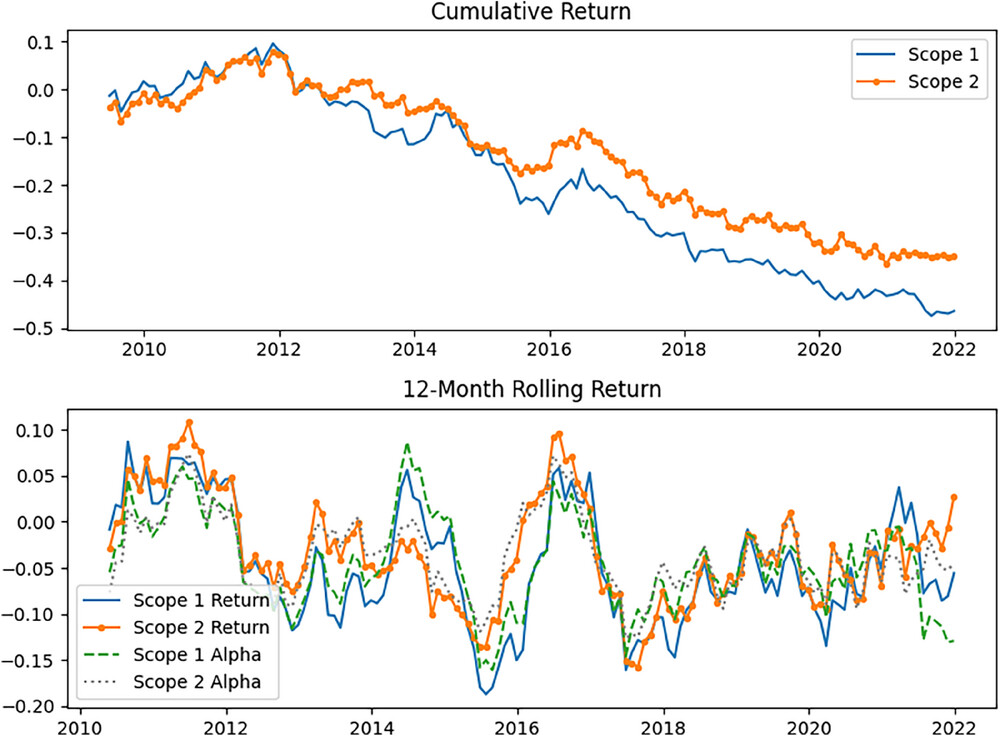 Cumulative Return
0.1
0.0
−0.1
−0.2
−0.3
−0.4
−0.5
Scope 1
Scope 2
2010 2012 2014 2016 2018 2020 2022
12-Month Rolling Return
0.10
0.05
0.00
−0.05
−0.10
−0.15
−0.20
Scope 1 Return
Scope 2 Return
Scope 1 Alpha
Scope 2 Alpha
2010 2012 2014 2016 2018 2020 2022